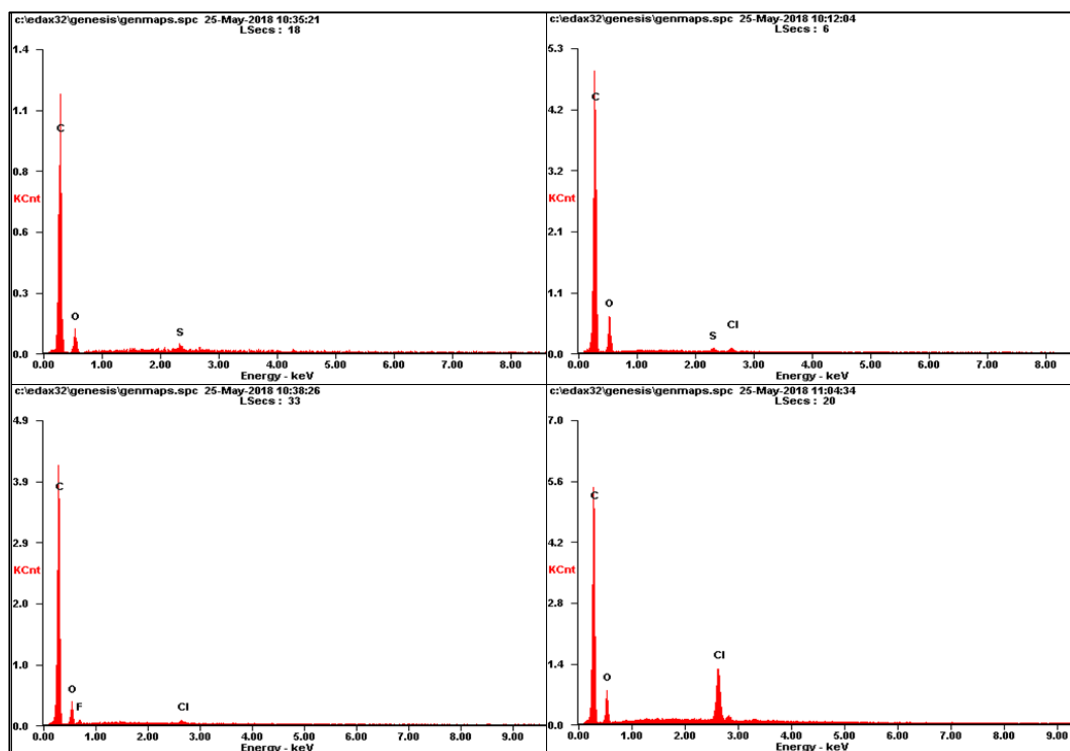 c:\edax32\genesis\genmaps.spc 25-May-2018 10:35:21
LSecs : 18
1.4
1.1
C
0.8
KCnt
0.6
0.3
O
S
0.0
0.00 1.00 2.00 3.00 4.00 5.00 6.00 7.00 8.00
Energy - keV
c:\edax32\genesis\genmaps.spc 25-May-2018 10:12:04
LSecs : 6
5.3
C
4.2
3.2
KCnt
2.1
1.1
O
Cl
S
0.0
0.00 1.00 2.00 3.00 4.00 5.00 6.00 7.00 8.00
Energy - keV
c:\edax32\genesis\genmaps.spc 25-May-2018 10:38:26
LSecs : 33
4.9
3.9
C
2.9
KCnt
2.0
1.0
O
F
Cl
0.0
0.00 1.00 2.00 3.00 4.00 5.00 6.00 7.00 8.00 9.00
Energy - keV
c:\edax32\genesis\genmaps.spc 25-May-2018 11:04:34
LSecs : 20
7.0
5.6
C
4.2
KCnt
2.8
1.4
Cl
O
0.0
0.00 1.00 2.00 3.00 4.00 5.00 6.00 7.00 8.00 9.00
Energy - keV